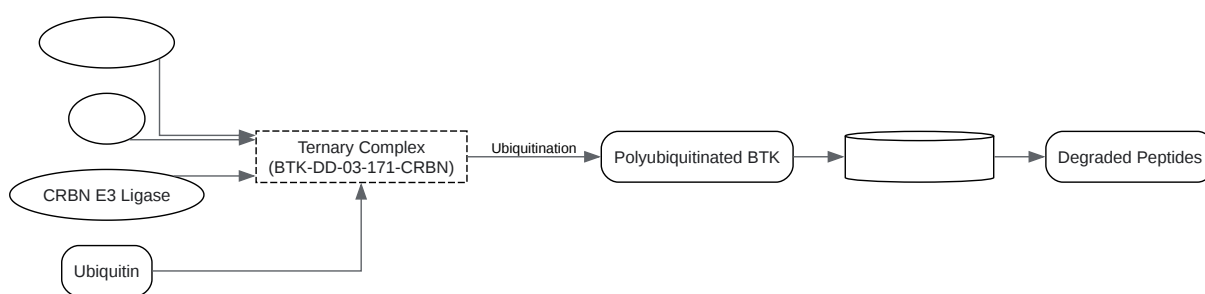 Ternary Complex
(BTK-DD-03-171-CRBN)
Ubiquitination
Polyubiquitinated BTK
Degraded Peptides
CRBN E3 Ligase
Ubiquitin